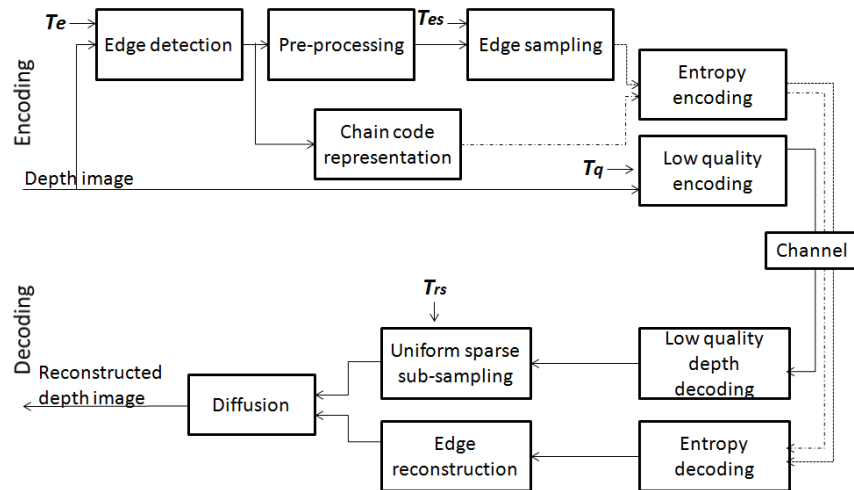 Te
Edge detection
Pre-processing
Tes
Edge sampling
Entropy
encoding
Encoding
Chain code
representation
Depth image
Tq
Low quality
encoding
Channel
Decoding
Trs
Uniform sparse
sub-sampling
Low quality
depth
decoding
Reconstructed
depth image
Diffusion
Edge
reconstruction
Entropy
decoding